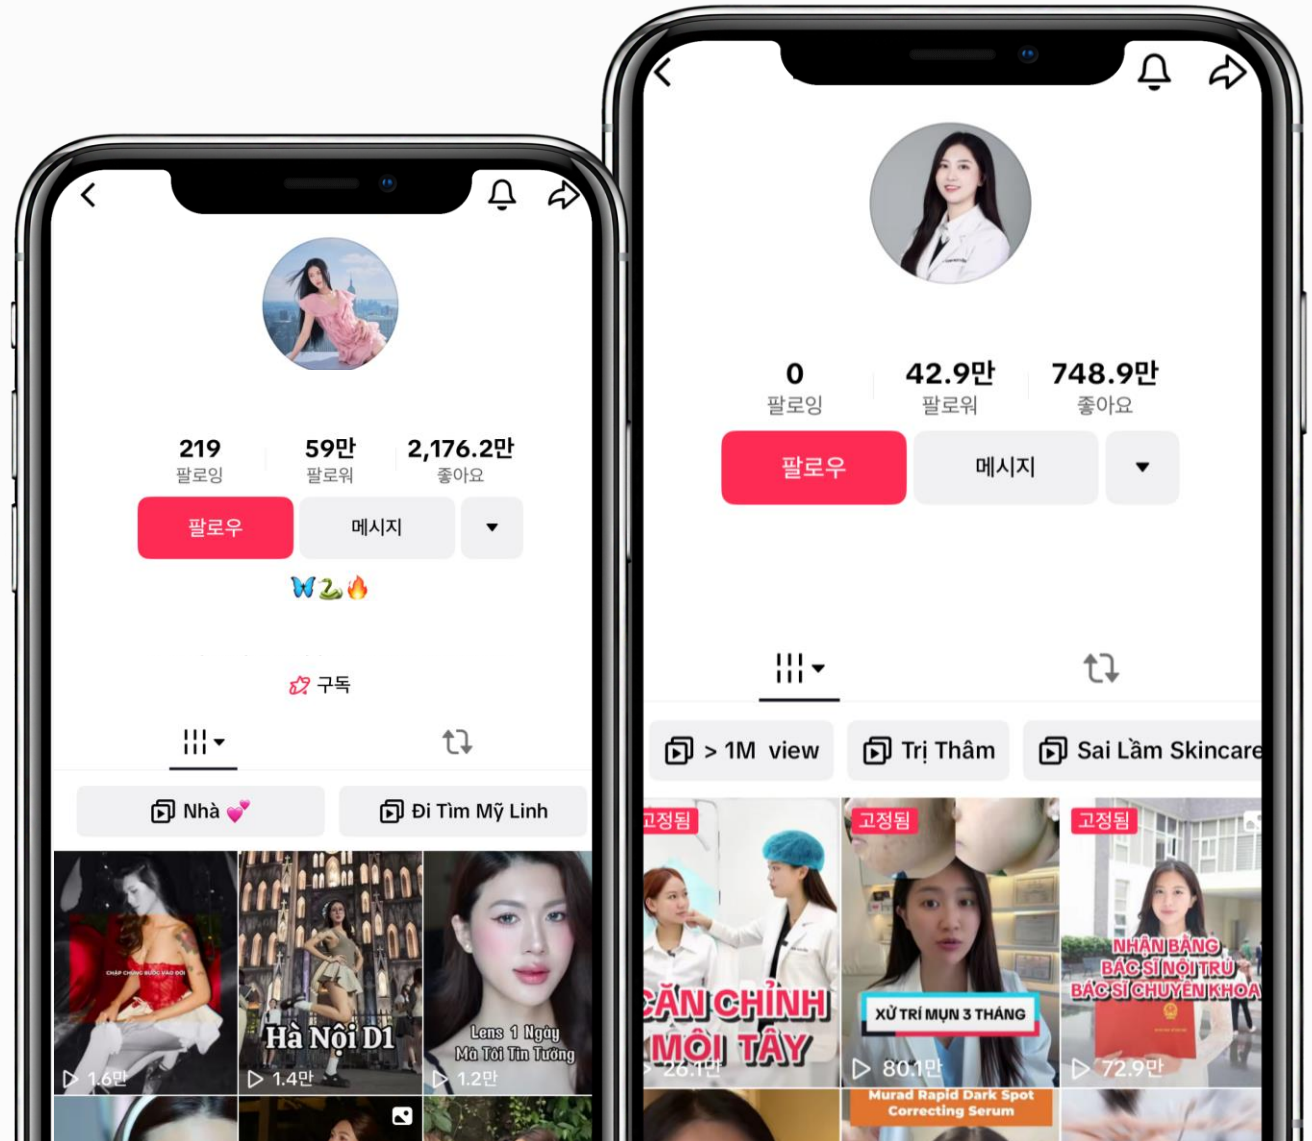 219
팔로잉
59만
팔로워
2,176.2만
좋아요
팔로우
메시지
구독
Nhà
Đi Tìm Mỹ Linh
CHẬP CHỮNG BƯỚC VÀO ĐỜI
1.6만
Hà Nội D1
1.4만
Lens 1 Ngày
Mà Tôi Tin Tưởng
1.2만
0
팔로잉
42.9만
팔로워
748.9만
좋아요
팔로우
메시지
> 1M view
Trị Thâm
Sai Lầm Skincare
고정됨
CĂN CHỈNH
MÔI TÂY
26.1만
고정됨
XỬ TRÍ MỤN 3 THÁNG
80.1만
고정됨
NHẬN BẰNG
BÁC SĨ NỘI TRÚ
BÁC SĨ CHUYÊN KHOA
72.9만
Murad Rapid Dark Spot
Correcting Serum